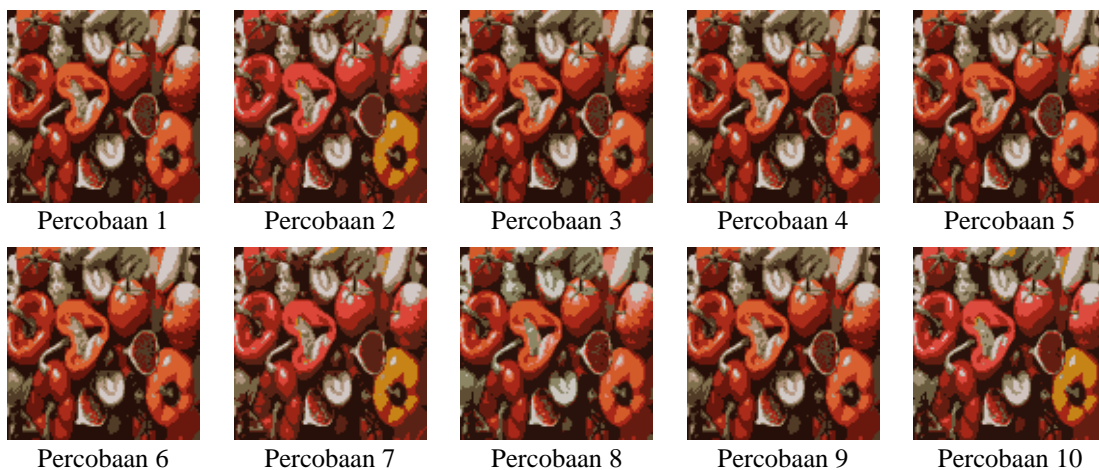 Percobaan 1
Percobaan 2
Percobaan 3
Percobaan 4
Percobaan 5
Percobaan 6
Percobaan 7
Percobaan 8
Percobaan 9
Percobaan 10